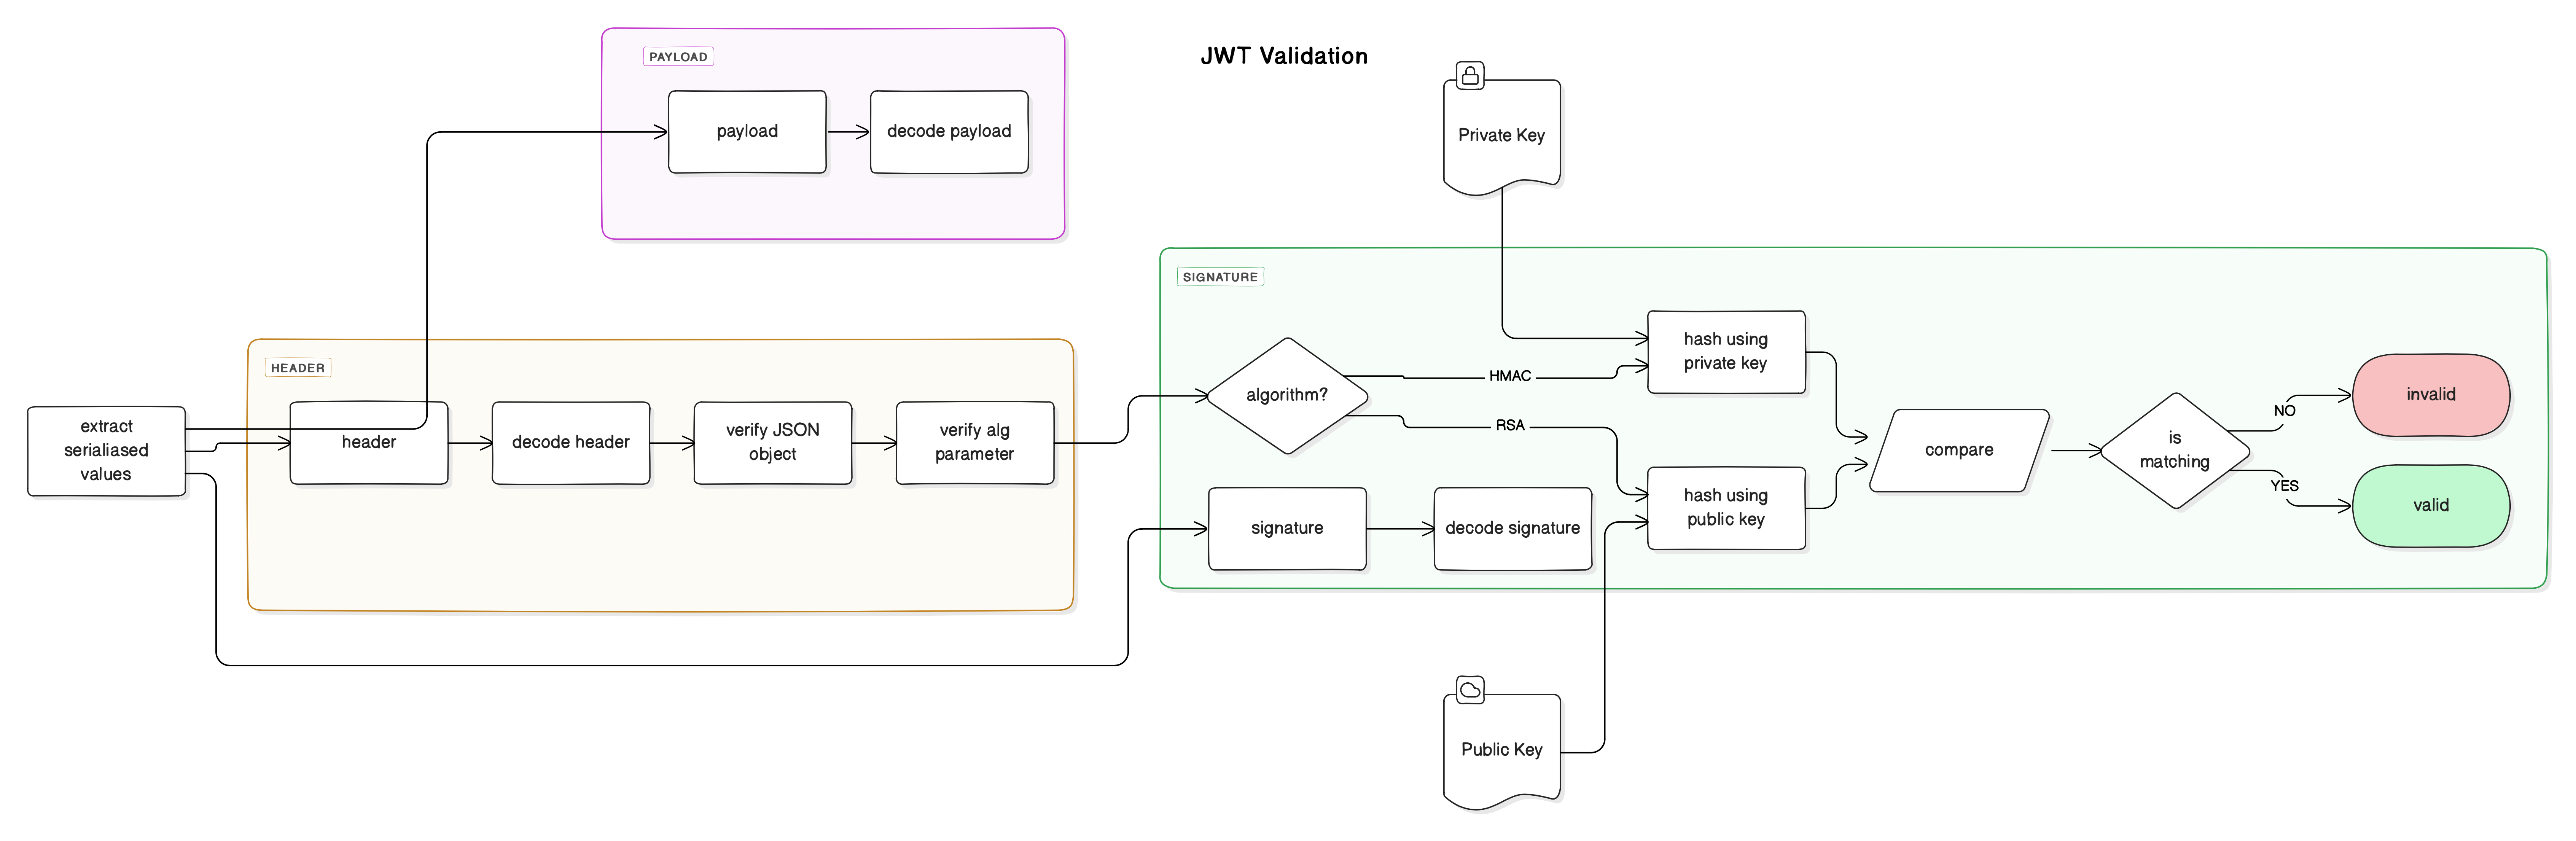 JWT Validation
PAYLOAD
payload
decode payload
Private Key
HEADER
extract
serialiased
values
header
decode header
verify JSON
object
verify alg
parameter
SIGNATURE
algorithm?
HMAC
RSA
hash using
private key
hash using
public key
signature
decode signature
compare
is
matching
NO
YES
invalid
valid
Public Key